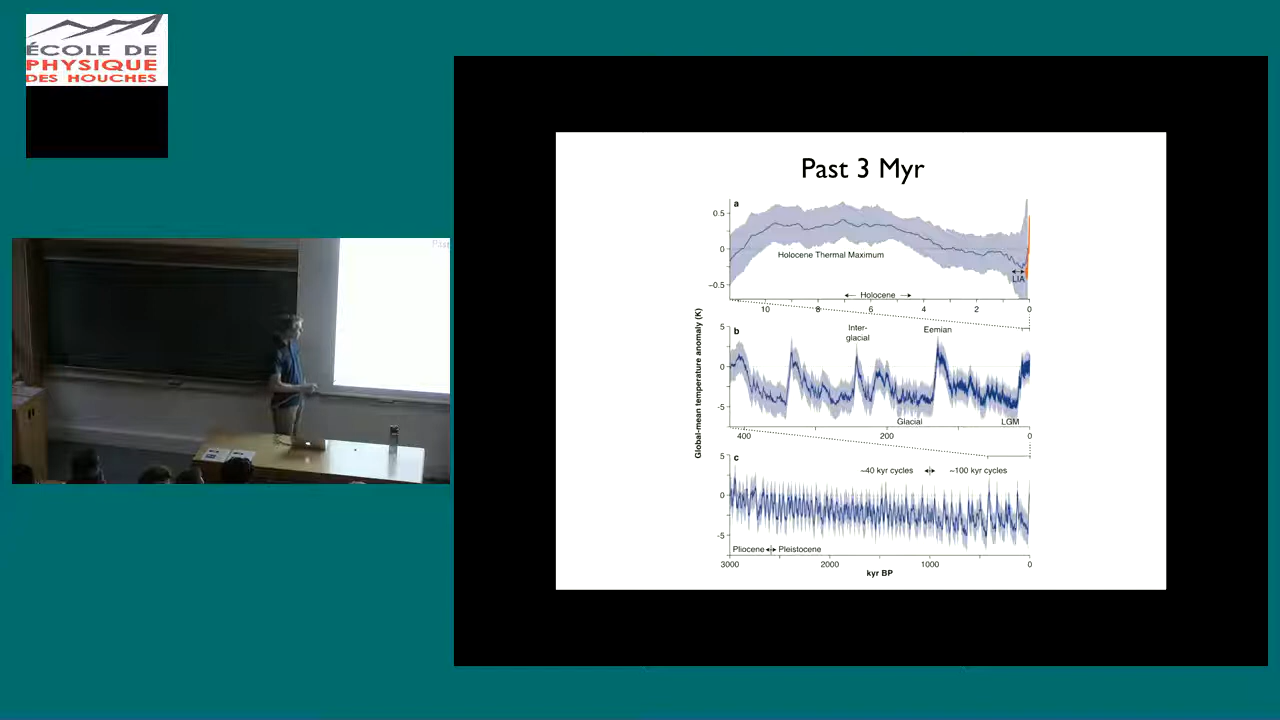 ÉCOLE DE
PHYSIQUE
DES HOUCHES
Past 3 Myr
a
0.5
0
−0.5
Holocene Thermal Maximum
LIA
Holocene
10
8
6
4
2
0
Global-mean temperature anomaly (K)
b
5
0
-5
Inter-
glacial
Eemian
Glacial
LGM
400
200
0
c
5
0
-5
~40 kyr cycles
~100 kyr cycles
Pliocene
Pleistocene
3000
2000
1000
0
kyr BP